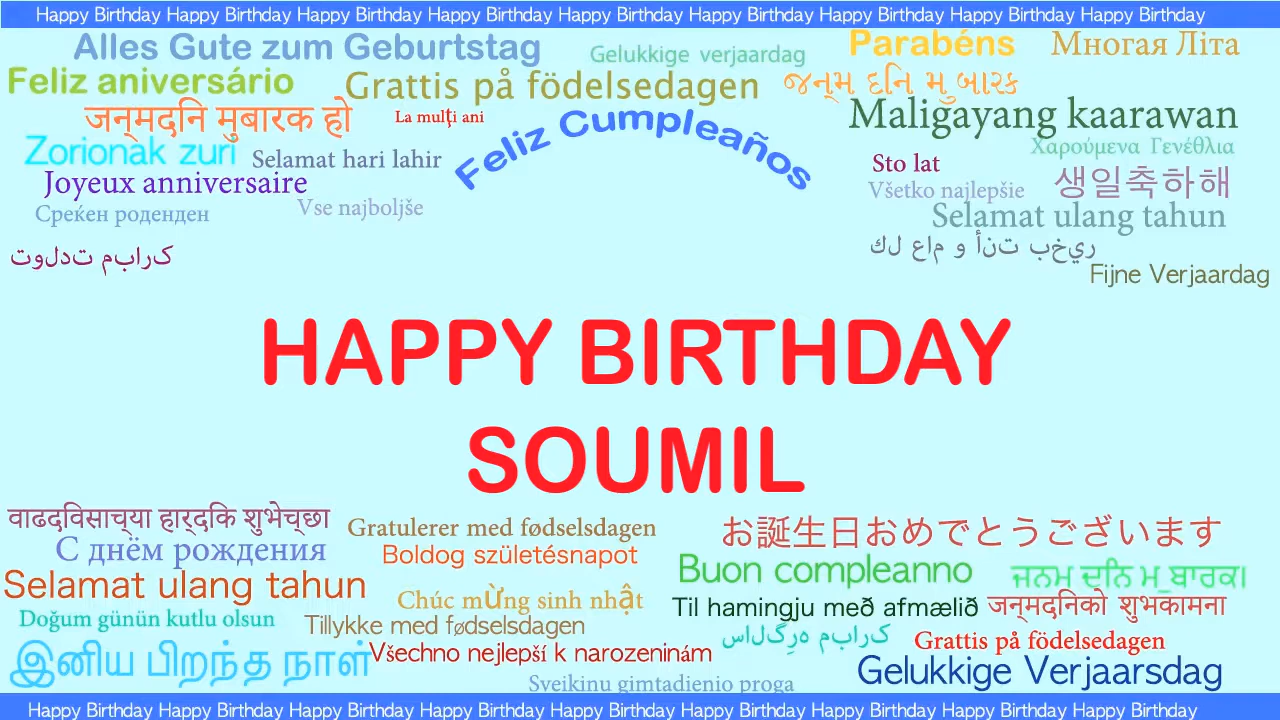 Happy Birthday Happy Birthday Happy Birthday Happy Birthday Happy Birthday Happy Birthday Happy Birthday Happy Birthday Happy Birthday
Alles Gute zum Geburtstag
Gelukkige verjaardag
Parabéns
Многая Літа
Feliz aniversário
Grattis på födelsedagen
જન્મ દિન મુબારક
जन्मदिन मुबारक हो
La mulţi ani
Feliz Cumpleaños
Maligayang kaarawan
Zorionak zuri
Selamat hari lahir
Sto lat
Χαρούμενα Γενέθλια
Joyeux anniversaire
Všetko najlepšie
생일축하해
Среќен роденден
Vse najboljše
Selamat ulang tahun
تولدت مبارک
كل عام و أنت بخير
Fijne Verjaardag
HAPPY BIRTHDAY
SOUMIL
वाढदिवसाच्या हार्दिक शुभेच्छा
Gratulerer med fødselsdagen
お誕生日おめでとうございます
С днём рождения
Boldog születésnapot
Buon compleanno
ਜਨਮ ਦਿਨ ਮੁਬਾਰਕ।
Selamat ulang tahun
Chúc mừng sinh nhật
Til hamingju með afmælið
जन्मदिनको शुभकामना
Doğum günün kutlu olsun
Tillykke med fødselsdagen
سالگرہ مبارک
Grattis på födelsedagen
இனிய பிறந்த நாள்
Všechno nejlepší k narozeninám
Gelukkige Verjaarsdag
Sveikinu gimtadienio proga
Happy Birthday Happy Birthday Happy Birthday Happy Birthday Happy Birthday Happy Birthday Happy Birthday Happy Birthday Happy Birthday